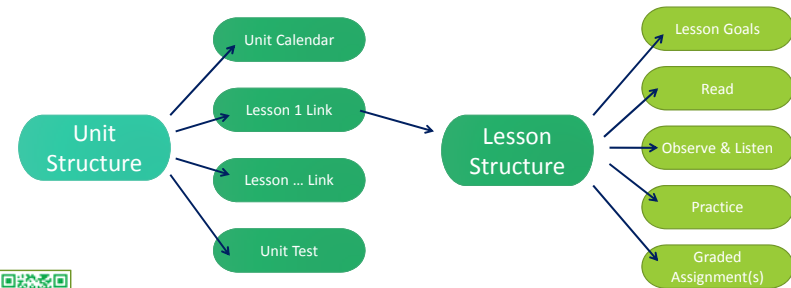 Unit
Structure
Unit Calendar
Lesson 1 Link
Lesson ... Link
Unit Test
Lesson
Structure
Lesson Goals
Read
Observe & Listen
Practice
Graded
Assignment(s)